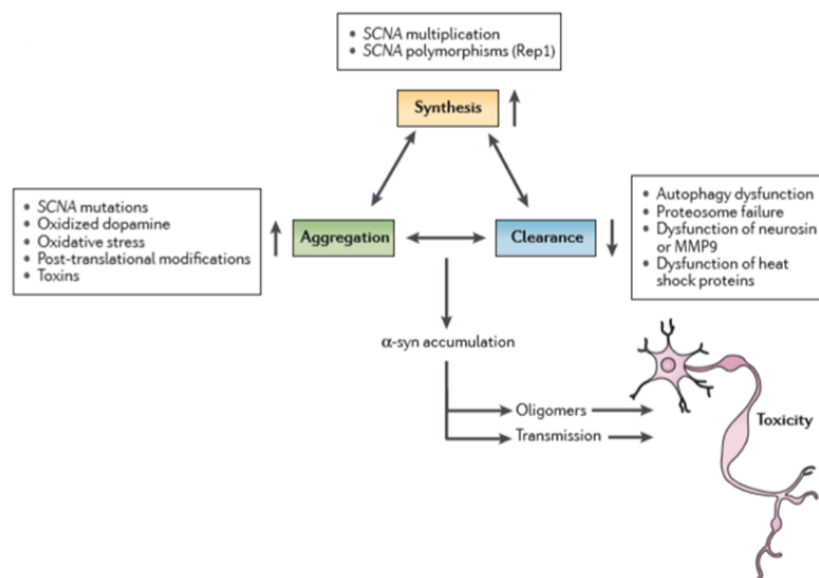 • SCNA multiplication
• SCNA polymorphisms (Rep1)
Synthesis
• SCNA mutations
• Oxidized dopamine
• Oxidative stress
• Post-translational modifications
• Toxins
Aggregation
Clearance
• Autophagy dysfunction
• Proteosome failure
• Dysfunction of neurosin
or MMP9
• Dysfunction of heat
shock proteins
α-syn accumulation
Oligomers
Transmission
Toxicity